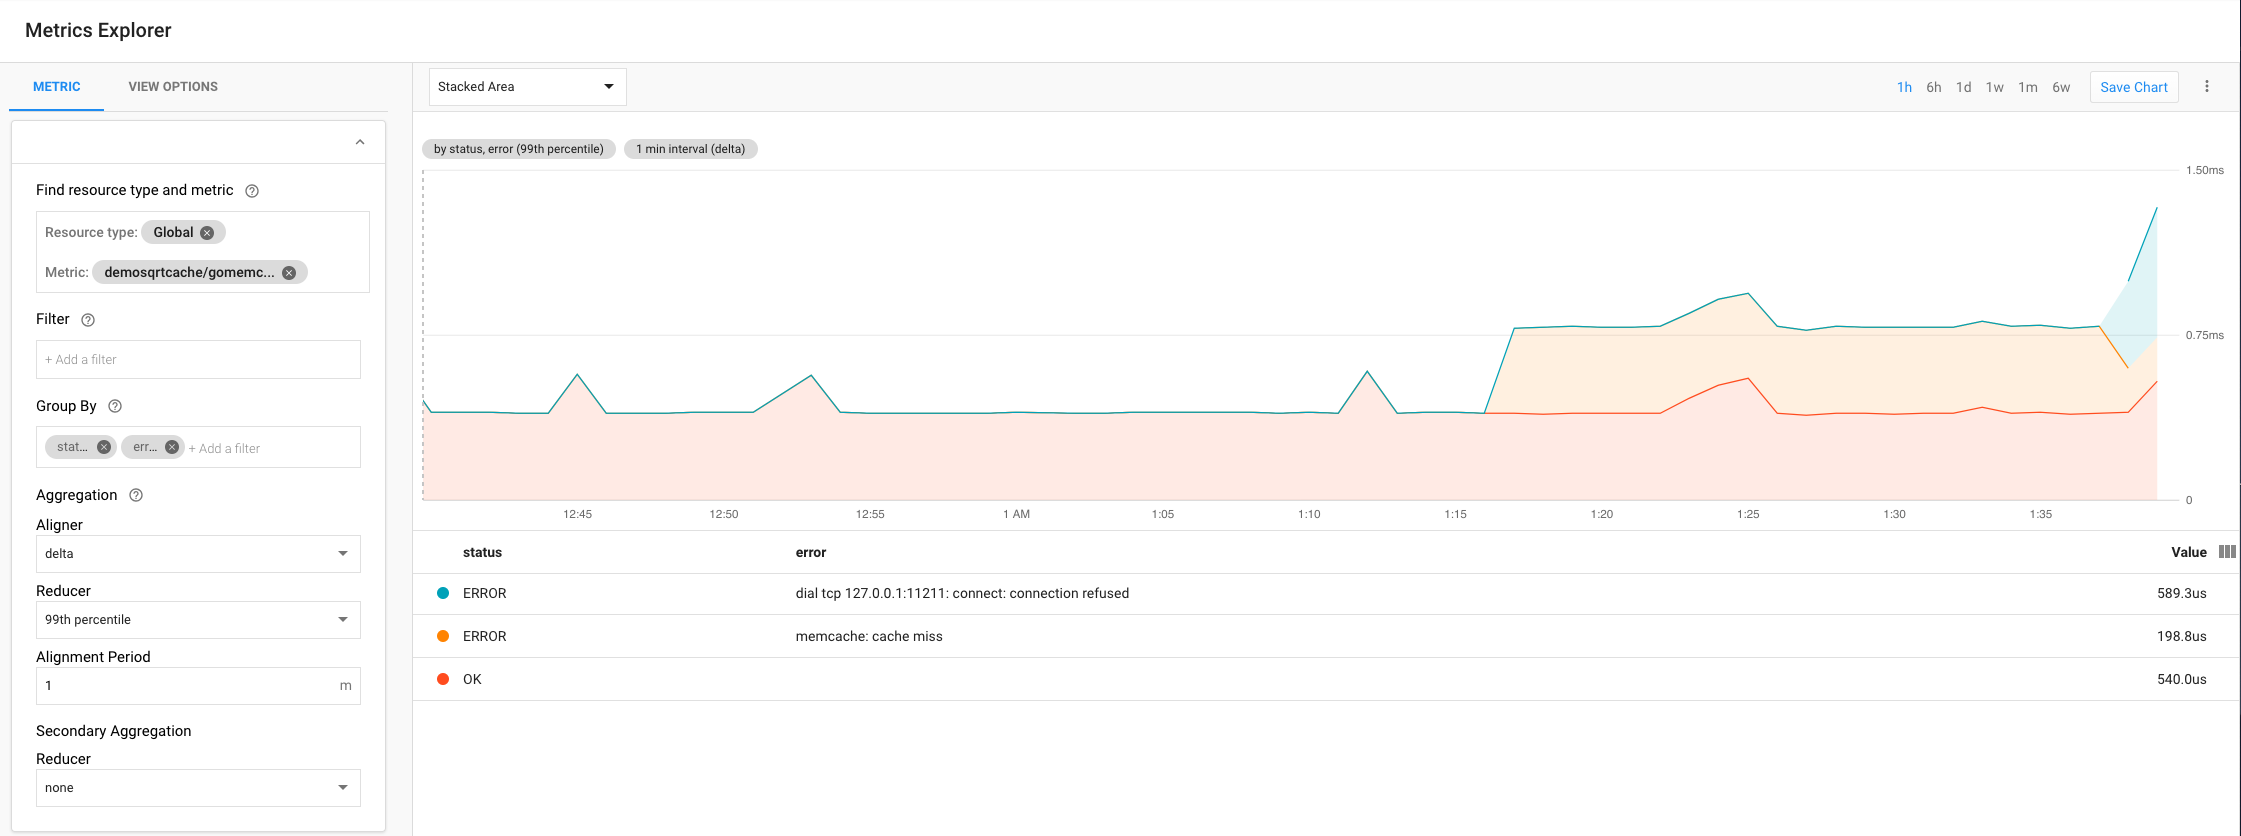 Metrics Explorer
METRIC
VIEW OPTIONS
Find resource type and metric
Resource type: Global
Metric: demosqrtcache/gomemc...
Filter
+ Add a filter
Group By
stat... err... + Add a filter
Aggregation
Aligner
delta
Reducer
99th percentile
Alignment Period
1 m
Secondary Aggregation
Reducer
none
Stacked Area
1h 6h 1d 1w 1m 6w Save Chart
by status, error (99th percentile) 1 min interval (delta)
1.50ms
0.75ms
0
12:45 12:50 12:55 1 AM 1:05 1:10 1:15 1:20 1:25 1:30 1:35
status error Value
ERROR dial tcp 127.0.0.1:11211: connect: connection refused 589.3us
ERROR memcache: cache miss 198.8us
OK 540.0us